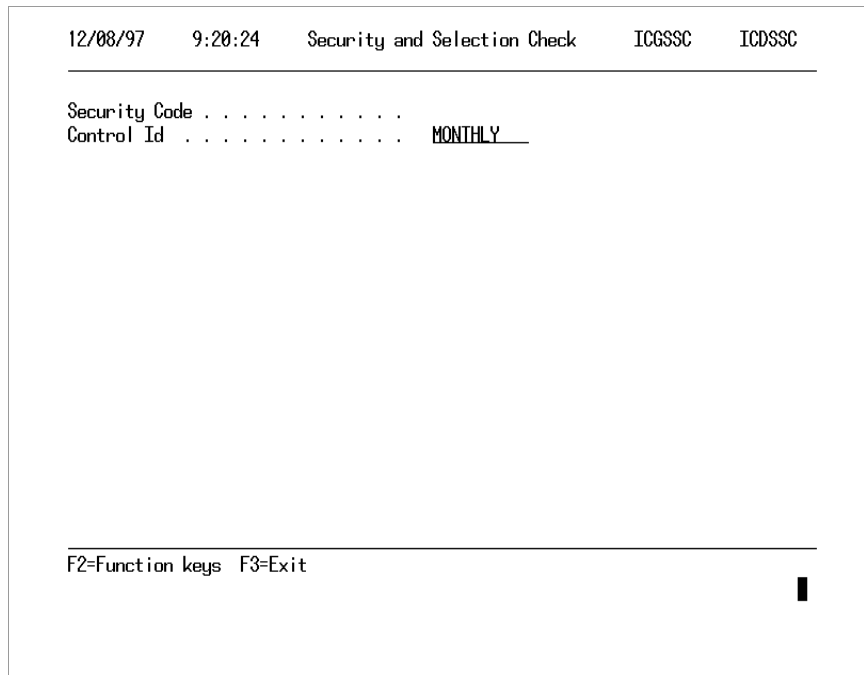 12/08/97 9:20:24 Security and Selection Check ICGSSC ICDSSC
Security Code . . . . . . . . . . .
Control Id . . . . . . . . . . . . MONTHLY
F2=Function keys F3=Exit